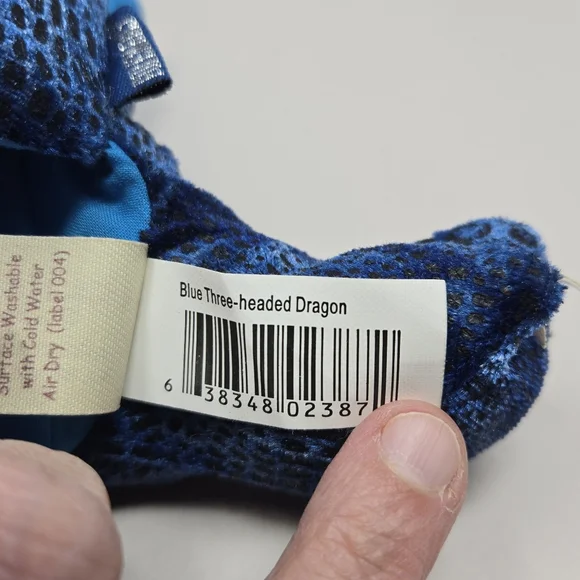 Surface Washable
with Cold Water
Air Dry (label 004)
Blue Three-headed Dragon
6 38348 02387